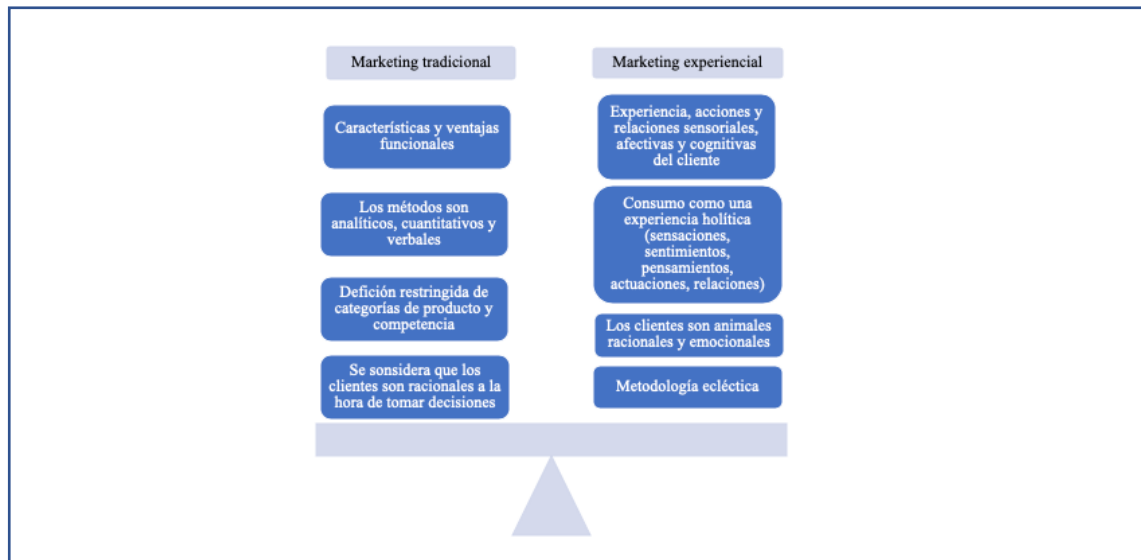 Marketing tradicional
Características y ventajas
funcionales
Los métodos son
analíticos, cuantitativos y
verbales
Defición restringida de
categorías de producto y
competencia
Se sonsidera que los
clientes son racionales a la
hora de tomar decisiones
Marketing experiencial
Experiencia, acciones y
relaciones sensoriales,
afectivas y cognitivas
del cliente
Consumo como una
experiencia holítica
(sensaciones,
sentimientos,
pensamientos,
actuaciones, relaciones)
Los clientes son animales
racionales y emocionales
Metodología ecléctica